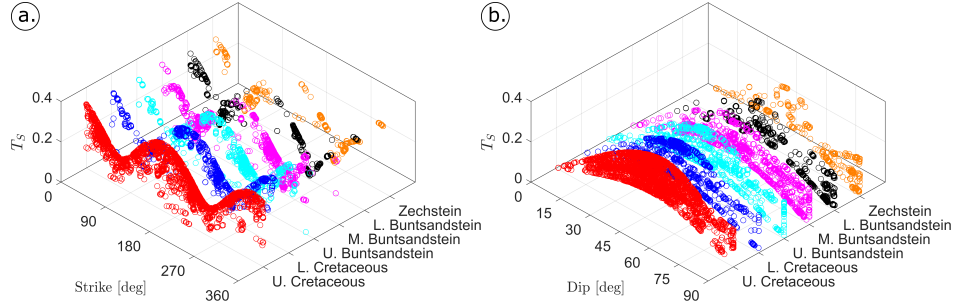 a.
0.4
0.2
0
T_S
0
90
180
270
360
Strike [deg]
Zechstein
L. Buntsandstein
M. Buntsandstein
U. Buntsandstein
L. Cretaceous
U. Cretaceous
b.
0.4
0.2
0
T_S
0
15
30
45
60
75
90
Dip [deg]
Zechstein
L. Buntsandstein
M. Buntsandstein
U. Buntsandstein
L. Cretaceous
U. Cretaceous